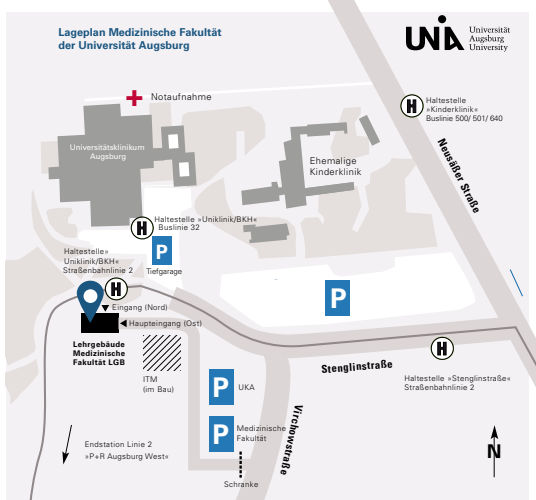 Lageplan Medizinische Fakultät
der Universität Augsburg
UNIA
Universität
Augsburg
University
Notaufnahme
H
Haltestelle
»Kinderklinik«
Buslinie 500/ 501/ 640
Universitätsklinikum
Augsburg
Ehemalige
Kinderklinik
Neusäßer Straße
H
Haltestelle »Uniklinik/BKH«
Buslinie 32
P
Tiefgarage
Haltestelle»
Uniklinik/BKH«
Straßenbahnlinie 2
H
P
Eingang (Nord)
Haupteingang (Ost)
Lehrgebäude
Medizinische
Fakultät LGB
ITM
(im Bau)
Stenglinstraße
H
Haltestelle »Stenglinstraße«
Straßenbahnlinie 2
P
UKA
P
Medizinische
Fakultät
Virchowstraße
Endstation Linie 2
»P+R Augsburg West«
Schranke
N